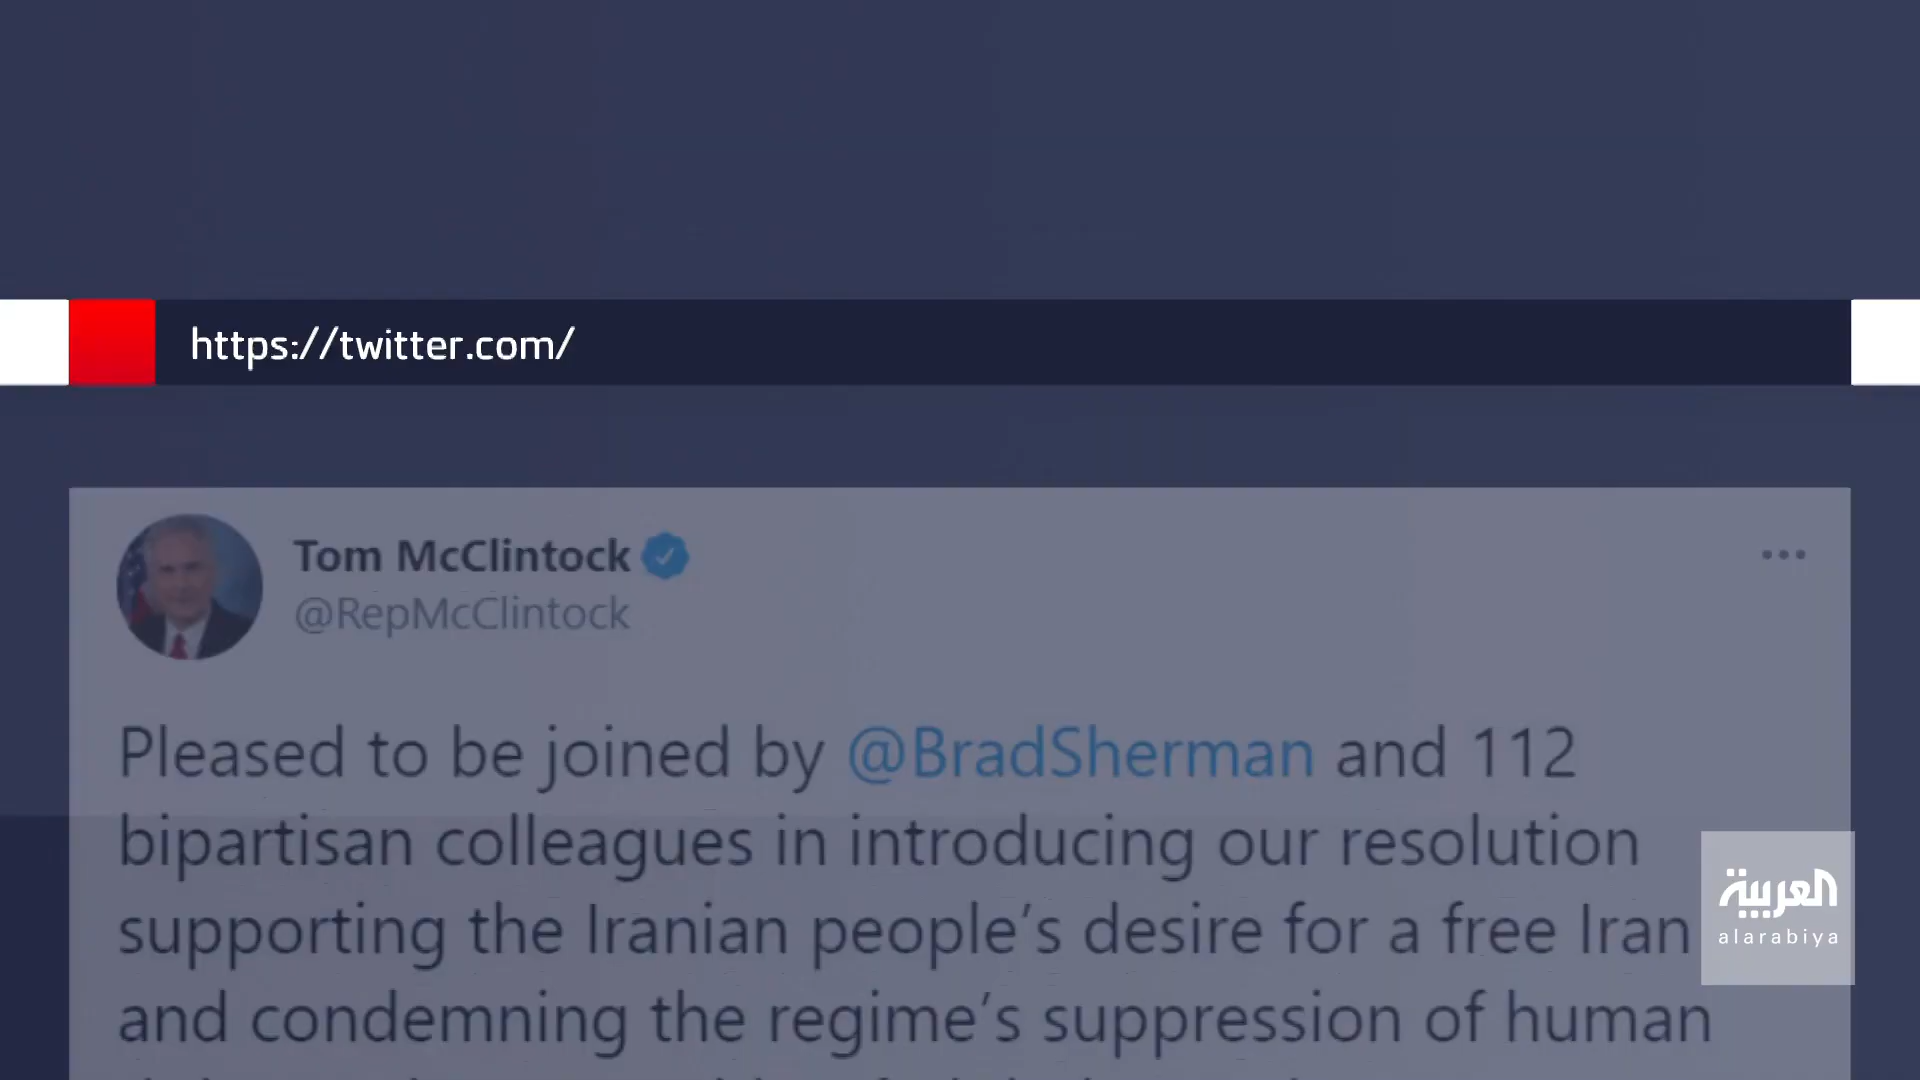 https://twitter.com/
Tom McClintock
@RepMcClintock
Pleased to be joined by @BradSherman and 112
bipartisan colleagues in introducing our resolution
supporting the Iranian people’s desire for a free Iran
and condemning the regime’s suppression of human
العربية
alarabiya